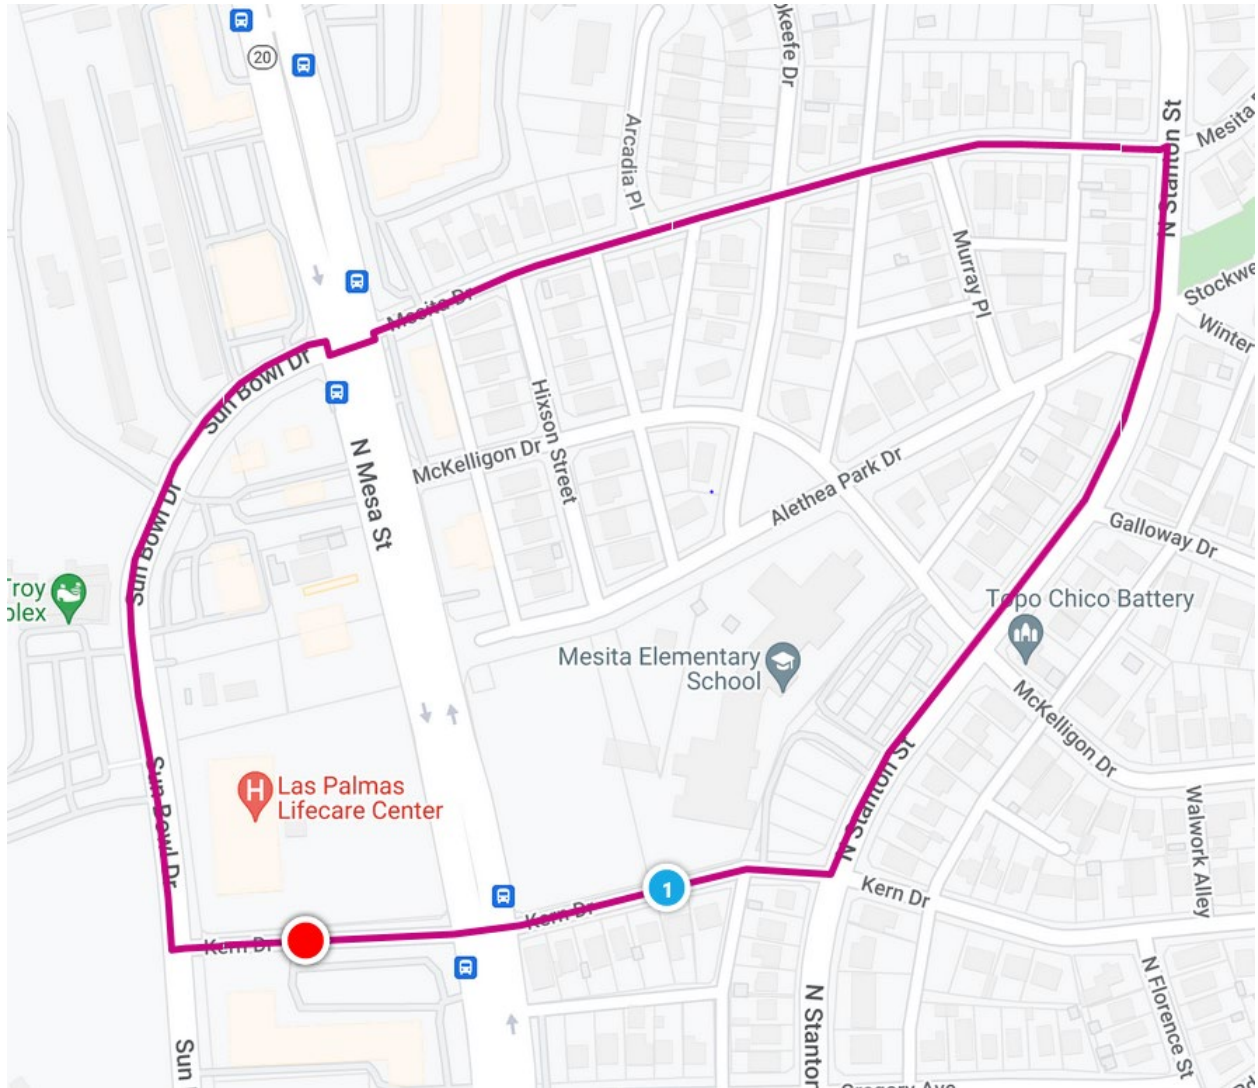 okeefe Dr
20
N Stanton St
Mesita
Arcadia Pl
Murray Pl
Stockwe
Winter
Mesita Dr
Sun Bowl Dr
Hixson Street
N Mesa St
McKelligon Dr
Alethea Park Dr
Sun Bowl Dr
Galloway Dr
Troy
plex
Topo Chico Battery
Mesita Elementary
School
McKelligon Dr
N Stanton St
Las Palmas
Lifecare Center
Sun Bowl Dr
Walwork Alley
1
Kern Dr
Kern Dr
Kern Dr
N Florence St
N Stanton
Sun
Gregory Ave